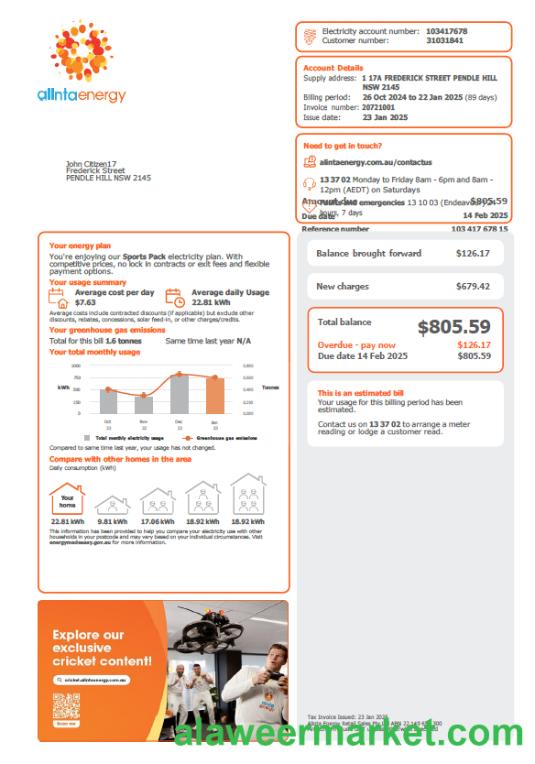 alintaenergy
Electricity account number: 103417678
Customer number: 31031841
Account Details
Supply address: 1 17A FREDERICK STREET PENDLE HILL
NSW 2145
Billing period: 26 Oct 2024 to 22 Jan 2025 (89 days)
Invoice number: 20721001
Issue date: 23 Jan 2025
Need to get in touch?
alintaenergy.com.au/contactus
13 37 02 Monday to Friday 8am - 6pm and 8am -
12pm (AEDT) on Saturdays
Amount due $805.59
and emergencies 13 10 03 (Endeavour) 24
hours, 7 days
Due date 14 Feb 2025
Reference number 103 417 678 15
John Citizen17
Frederick Street
PENDLE HILL NSW 2145
Your energy plan
You're enjoying our Sports Pack electricity plan. With
competitive prices, no lock in contracts or exit fees and flexible
payment options.
Your usage summary
Average cost per day
$7.63
Average daily Usage
22.81 kWh
Average costs include contracted discounts (if applicable) but exclude other
discounts, rebates, concessions, solar feed-in, or other charges/credits.
Your greenhouse gas emissions
Total for this bill 1.6 tonnes Same time last year N/A
Your total monthly usage
1000 0.800
750 0.600
kWh 500 0.400 Tonnes
250 0.200
0 0.000
Oct Nov Dec Jan
23 22 22 23
Total monthly electricity usage Greenhouse gas emissions
Compared to same time last year, your usage has not changed.
Compare with other homes in the area
Daily consumption (kWh)
Your
home
22.81 kWh 9.81 kWh 17.06 kWh 18.92 kWh 18.92 kWh
This information has been provided to help you compare your electricity use with other
households in your postcode and may vary based on your individual circumstances. Visit
energymadeeasy.gov.au for more information.
Balance brought forward $126.17
New charges $679.42
Total balance $805.59
Overdue - pay now $126.17
Due date 14 Feb 2025 $805.59
This is an estimated bill
Your usage for this billing period has been
estimated.
Contact us on 13 37 02 to arrange a meter
reading or lodge a customer read.
Explore our
exclusive
cricket content!
cricket.alintaenergy.com.au
Tax Invoice Issued: 23 Jan 2025
Alinta Energy Retail Sales Pty Ltd ABN 22 149
alaweermarket.com